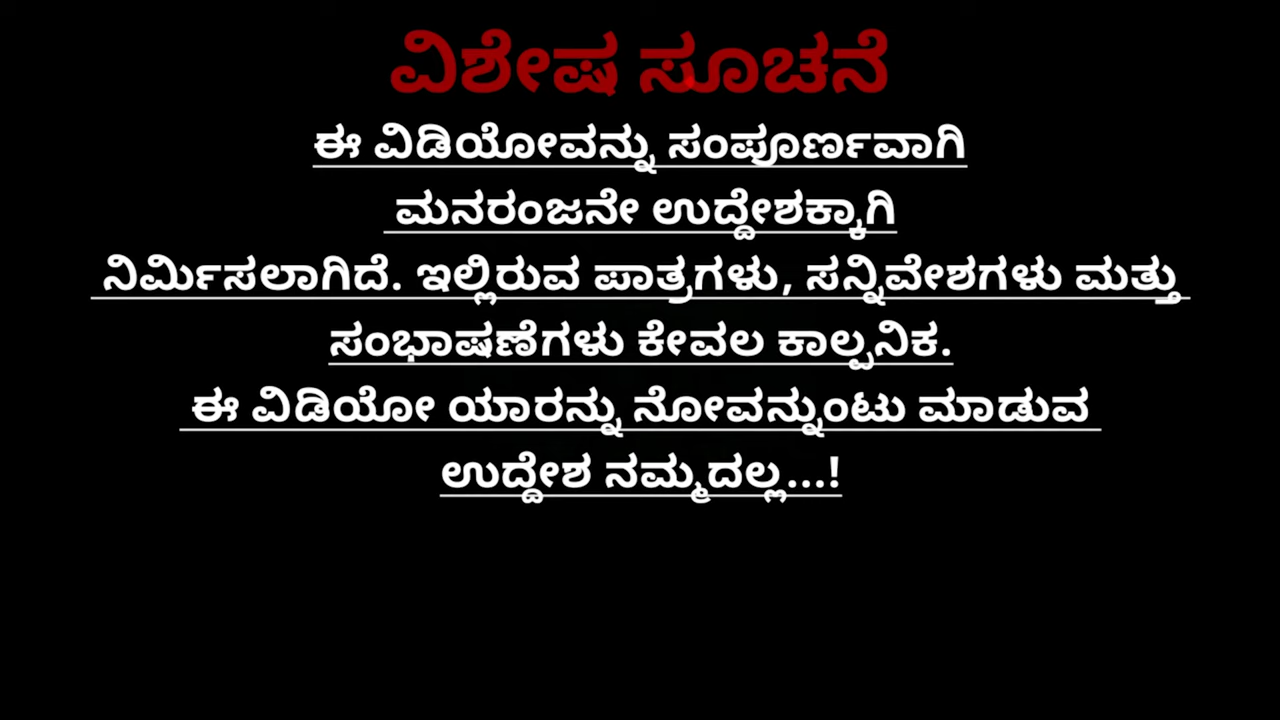 ವಿಶೇಷ ಸೂಚನೆ
ಈ ವಿಡಿಯೋವನ್ನು ಸಂಪೂರ್ಣವಾಗಿ
ಮನರಂಜನೇ ಉದ್ದೇಶಕ್ಕಾಗಿ
ನಿರ್ಮಿಸಲಾಗಿದೆ. ಇಲ್ಲಿರುವ ಪಾತ್ರಗಳು, ಸನ್ನಿವೇಶಗಳು ಮತ್ತು
ಸಂಭಾಷಣೆಗಳು ಕೇವಲ ಕಾಲ್ಪನಿಕ.
ಈ ವಿಡಿಯೋ ಯಾರನ್ನು ನೋವನ್ನುಂಟು ಮಾಡುವ
ಉದ್ದೇಶ ನಮ್ಮದಲ್ಲ...!